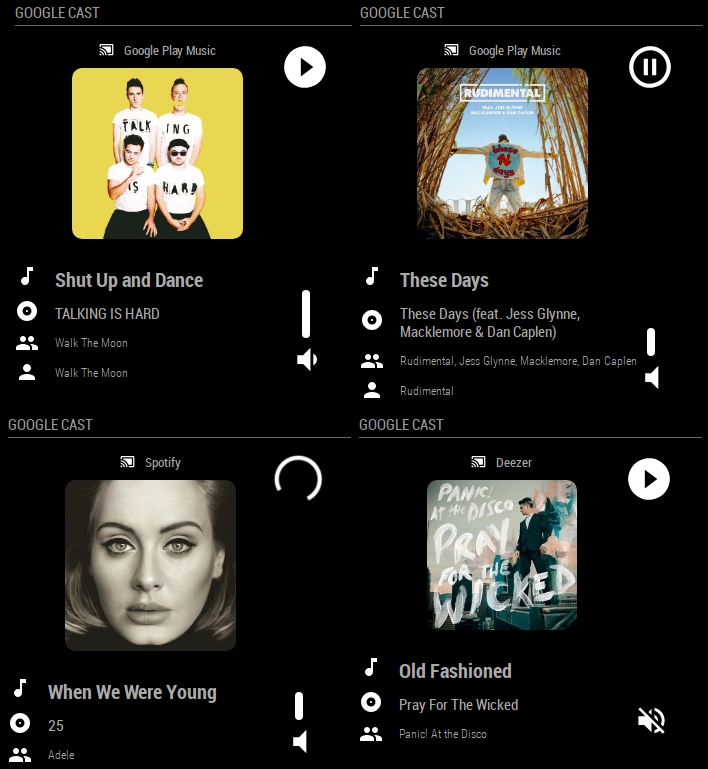 GOOGLE CAST
Google Play Music
TALK
ING
IS
HARD
Shut Up and Dance
TALKING IS HARD
Walk The Moon
Walk The Moon
GOOGLE CAST
Google Play Music
RUDIMENTAL
FEAT. JESS GLYNNE,
MACKLEMORE & DAN CAPLEN
These Days
These Days (feat. Jess Glynne,
Macklemore & Dan Caplen)
Rudimental, Jess Glynne, Macklemore, Dan Caplen
Rudimental
GOOGLE CAST
Spotify
When We Were Young
25
Adele
GOOGLE CAST
Deezer
PANIC!
AT THE DISCO
PRAY
FOR THE
WICKED
Old Fashioned
Pray For The Wicked
Panic! At the Disco